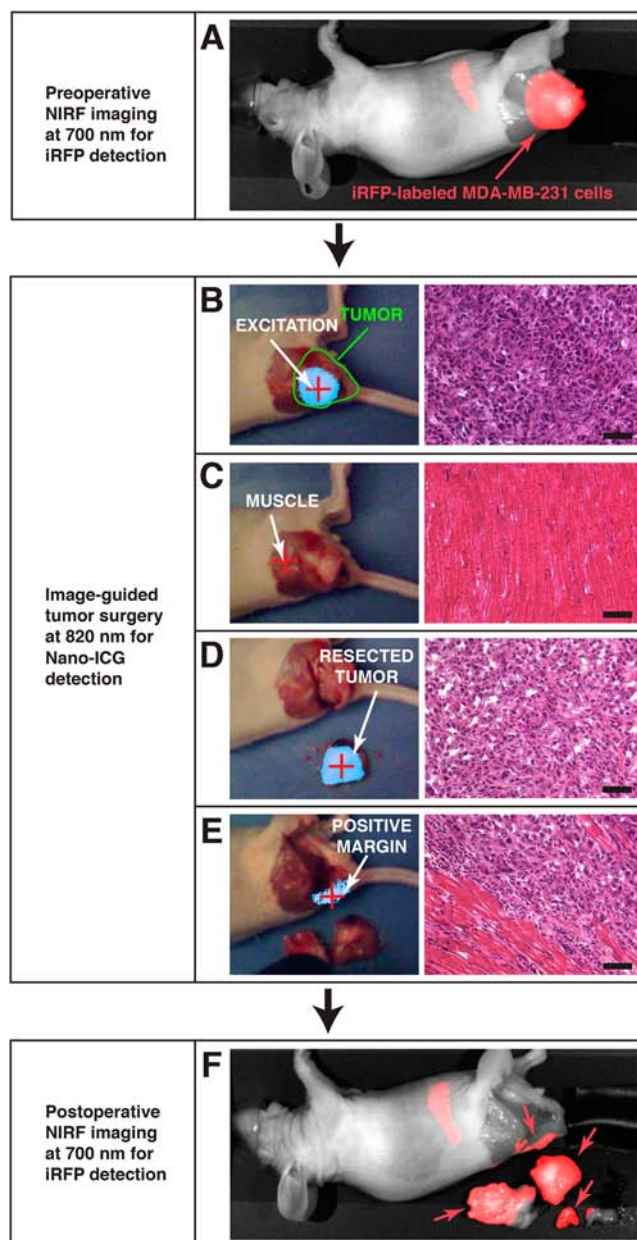 Preoperative
NIRF imaging
at 700 nm for
iRFP detection
A
iRFP-labeled MDA-MB-231 cells
Image-guided
tumor surgery
at 820 nm for
Nano-ICG
detection
B
EXCITATION
TUMOR
C
MUSCLE
D
RESECTED
TUMOR
E
POSITIVE
MARGIN
Postoperative
NIRF imaging
at 700 nm for
iRFP detection
F